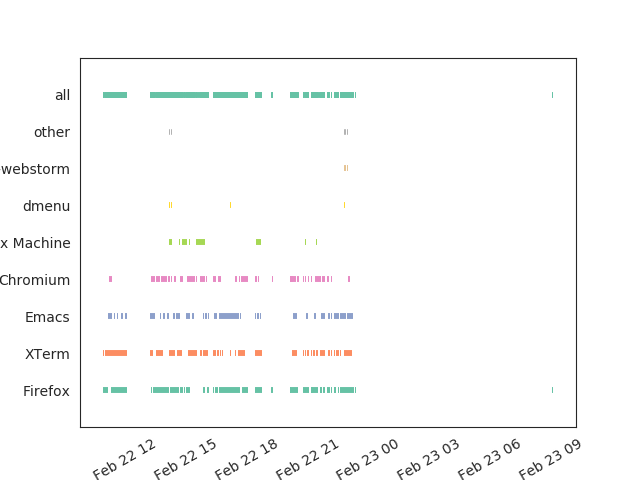 all
other
webstorm
dmenu
x Machine
Chromium
Emacs
XTerm
Firefox
Feb 22 12
Feb 22 15
Feb 22 18
Feb 22 21
Feb 23 00
Feb 23 03
Feb 23 06
Feb 23 09